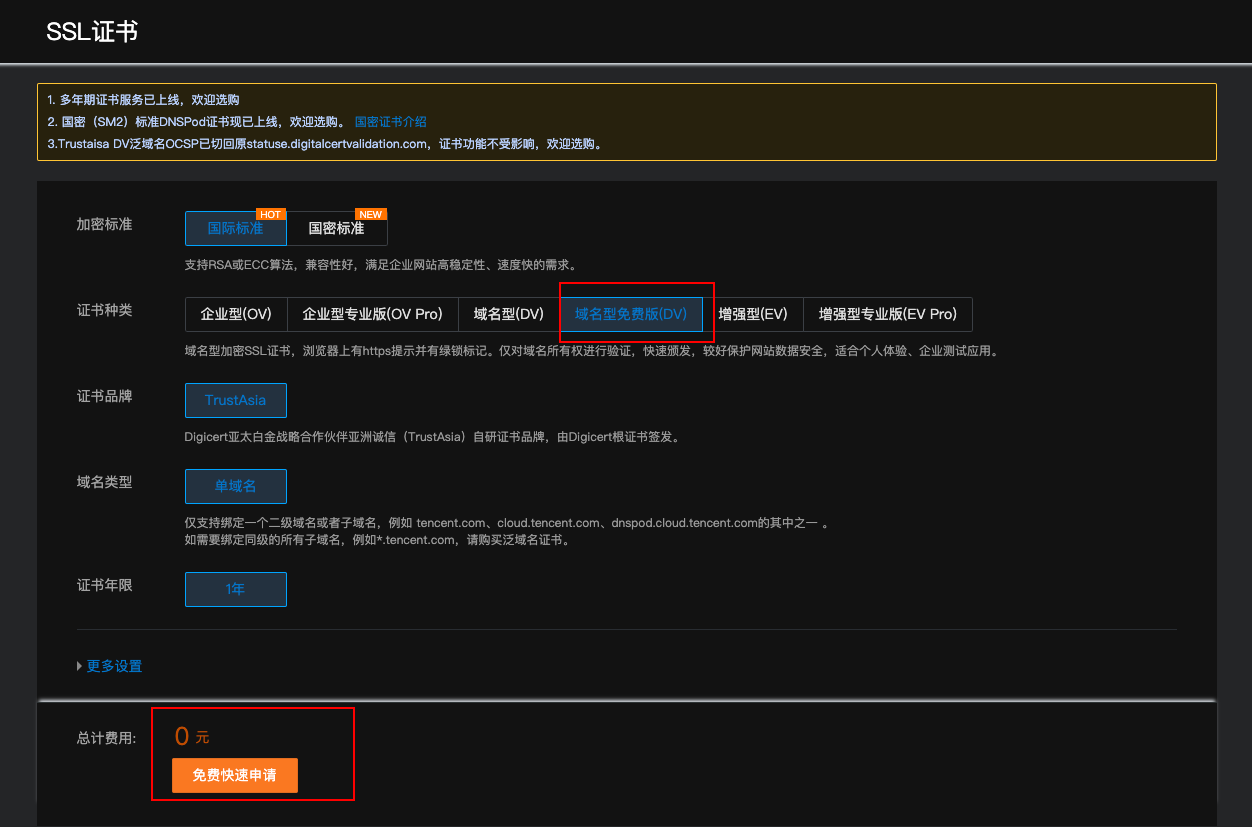 SSL证书
1. 多年期证书服务已上线，欢迎选购
2. 国密（SM2）标准DNSPod证书现已上线，欢迎选购。 国密证书介绍
3.Trustaisa DV泛域名OCSP已切回原statuse.digitalcertvalidation.com，证书功能不受影响，欢迎选购。
加密标准
国际标准 HOT 国密标准 NEW
支持RSA或ECC算法，兼容性好，满足企业网站高稳定性、速度快的需求。
证书种类
企业型(OV) 企业型专业版(OV Pro) 域名型(DV) 域名型免费版(DV) 增强型(EV) 增强型专业版(EV Pro)
域名型加密SSL证书，浏览器上有https提示并有绿锁标记。仅对域名所有权进行验证，快速颁发，较好保护网站数据安全，适合个人体验、企业测试应用。
证书品牌
TrustAsia
Digicert亚太白金战略合作伙伴亚洲诚信（TrustAsia）自研证书品牌，由Digicert根证书签发。
域名类型
单域名
仅支持绑定一个二级域名或者子域名，例如 tencent.com、cloud.tencent.com、dnspod.cloud.tencent.com的其中之一 。
如需要绑定同级的所有子域名，例如*.tencent.com，请购买泛域名证书。
证书年限
1年
更多设置
总计费用:
0 元
免费快速申请